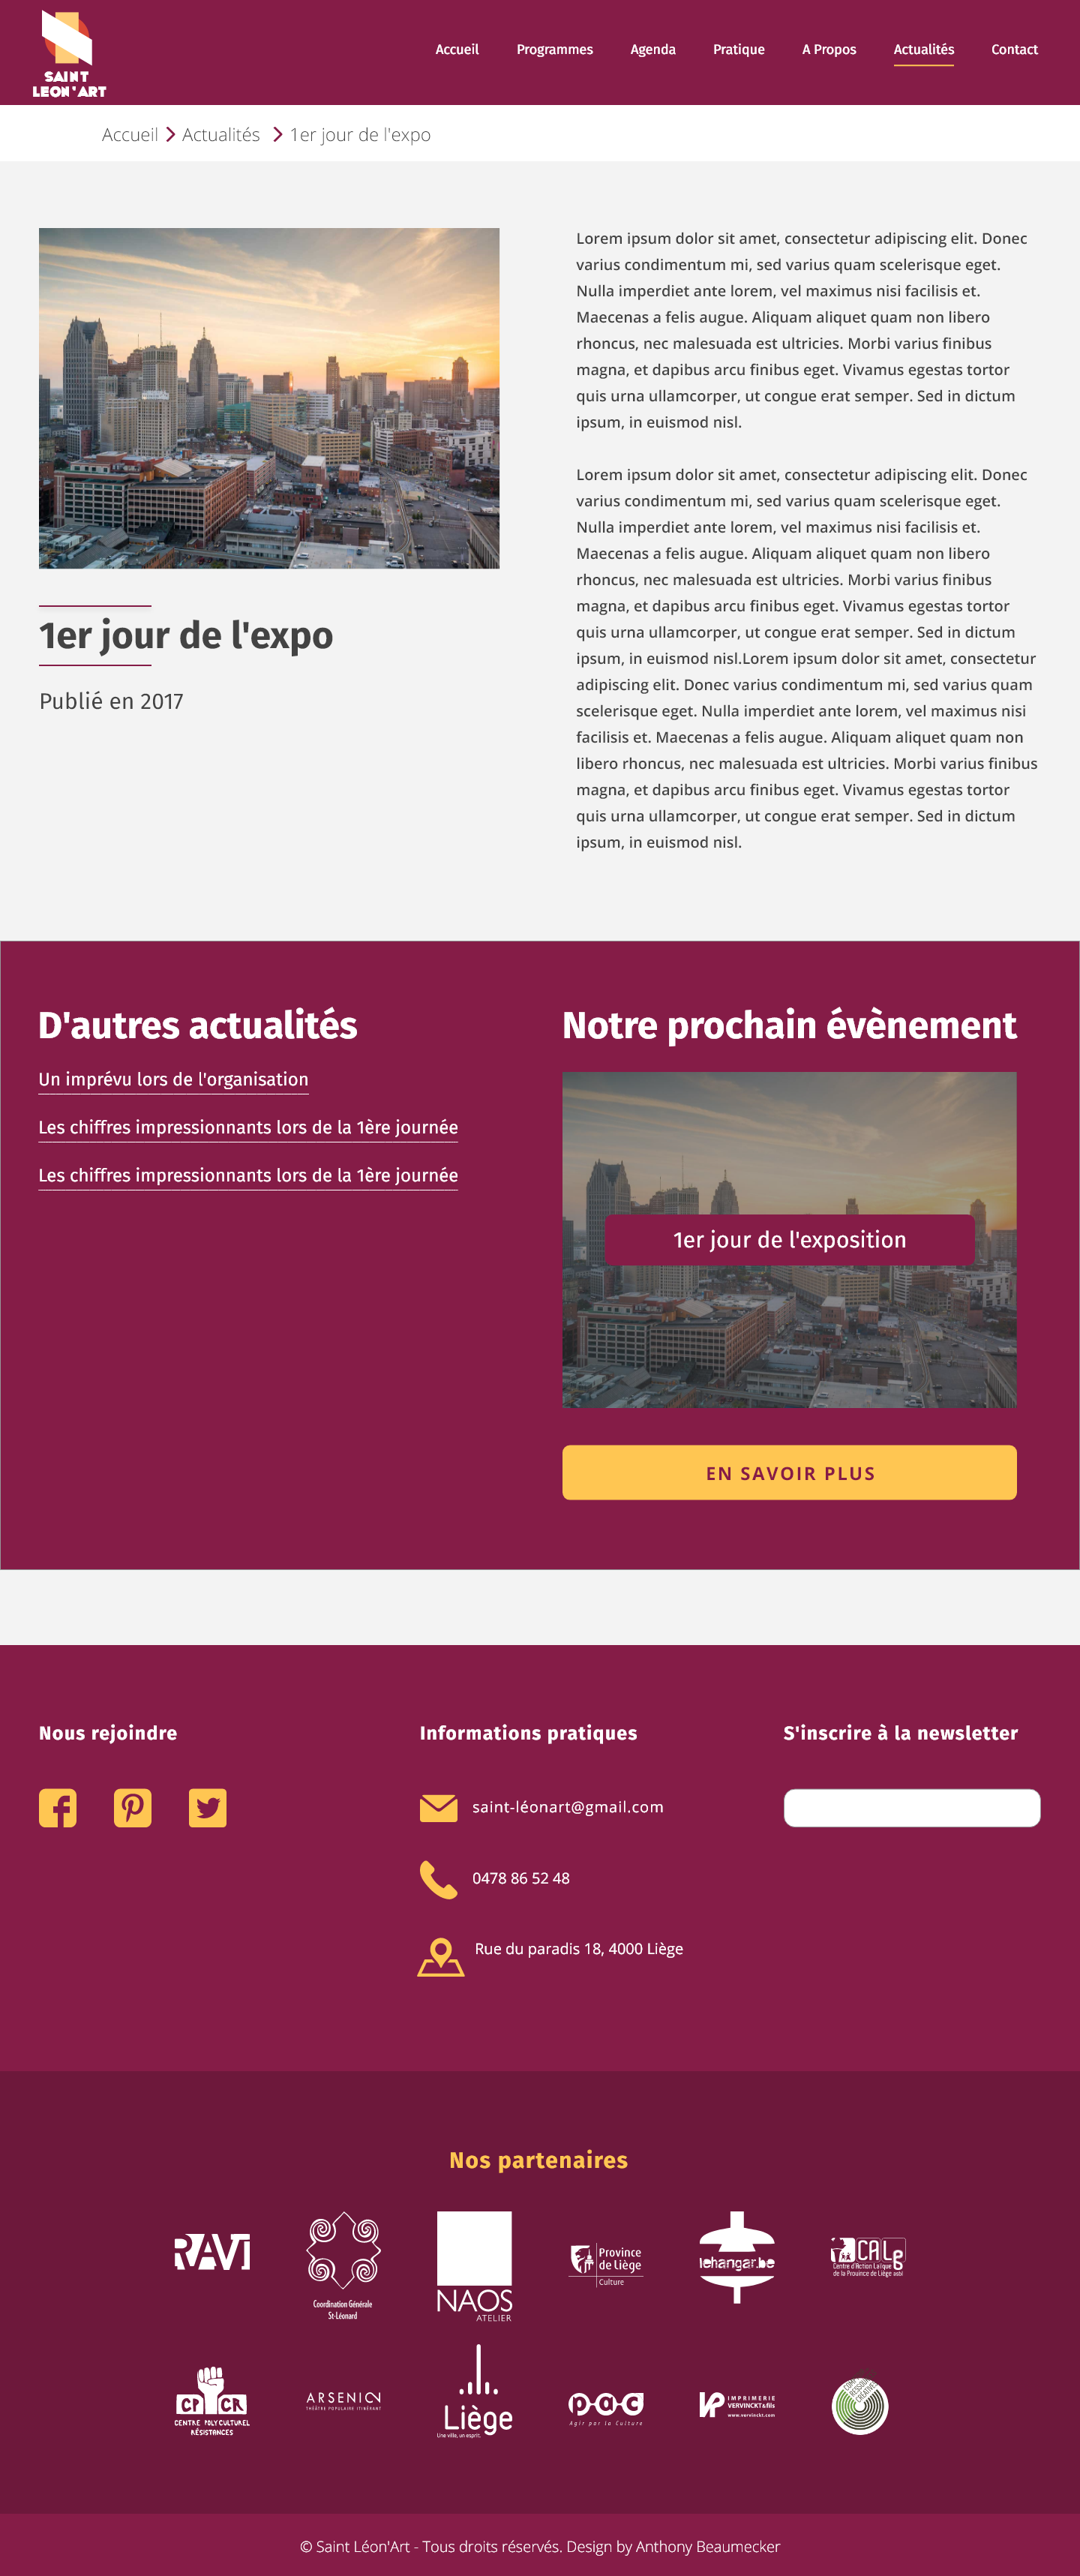 SAINT
LEON'ART
Accueil Programmes Agenda Pratique A Propos Actualités Contact
Accueil Actualités 1er jour de l'expo
1er jour de l'expo
Publié en 2017
Lorem ipsum dolor sit amet, consectetur adipiscing elit. Donec
varius condimentum mi, sed varius quam scelerisque eget.
Nulla imperdiet ante lorem, vel maximus nisi facilisis et.
Maecenas a felis augue. Aliquam aliquet quam non libero
rhoncus, nec malesuada est ultricies. Morbi varius finibus
magna, et dapibus arcu finibus eget. Vivamus egestas tortor
quis urna ullamcorper, ut congue erat semper. Sed in dictum
ipsum, in euismod nisl.
Lorem ipsum dolor sit amet, consectetur adipiscing elit. Donec
varius condimentum mi, sed varius quam scelerisque eget.
Nulla imperdiet ante lorem, vel maximus nisi facilisis et.
Maecenas a felis augue. Aliquam aliquet quam non libero
rhoncus, nec malesuada est ultricies. Morbi varius finibus
magna, et dapibus arcu finibus eget. Vivamus egestas tortor
quis urna ullamcorper, ut congue erat semper. Sed in dictum
ipsum, in euismod nisl.Lorem ipsum dolor sit amet, consectetur
adipiscing elit. Donec varius condimentum mi, sed varius quam
scelerisque eget. Nulla imperdiet ante lorem, vel maximus nisi
facilisis et. Maecenas a felis augue. Aliquam aliquet quam non
libero rhoncus, nec malesuada est ultricies. Morbi varius finibus
magna, et dapibus arcu finibus eget. Vivamus egestas tortor
quis urna ullamcorper, ut congue erat semper. Sed in dictum
ipsum, in euismod nisl.
D'autres actualités
Un imprévu lors de l'organisation
Les chiffres impressionnants lors de la 1ère journée
Les chiffres impressionnants lors de la 1ère journée
Notre prochain évènement
1er jour de l'exposition
EN SAVOIR PLUS
Nous rejoindre
Informations pratiques
saint-léonart@gmail.com
0478 86 52 48
Rue du paradis 18, 4000 Liège
S'inscrire à la newsletter
Nos partenaires
RAVI
Coordination Générale
St-Léonard
NAOS
ATELIER
Province
de Liège
Culture
lehangar.be
CAL
Centre d'Action Laïque
de la Province de Liège asbl
CPCR
CENTRE POLYCULTUREL
RÉSISTANCES
ARSENIC
THÉÂTRE POPULAIRE ITINÉRANT
Liège
Une ville, un esprit.
pac
Agir par la Culture
IMPRIMERIE
VERVINCKT&fils
www.vervinckt.com
© Saint Léon'Art - Tous droits réservés. Design by Anthony Beaumecker